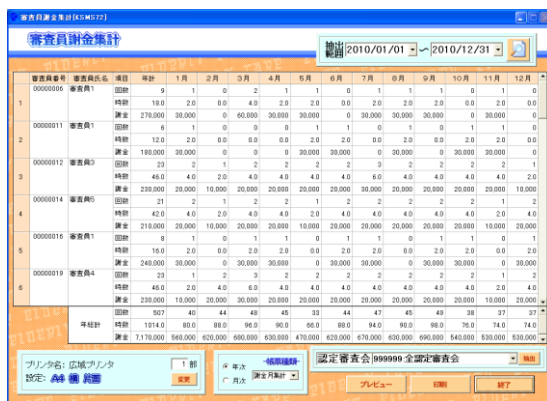 審査員謝金集計[KSMS72]
審査員謝金集計
抽出範囲 2010/01/01 ～ 2010/12/31
審査員番号 審査員氏名 項目 年計 1月 2月 3月 4月 5月 6月 7月 8月 9月 10月 11月 12月
00000006 審査員1 回数 9 1 0 2 1 1 0 1 1 1 0 1 0
1 時数 18.0 2.0 0.0 4.0 2.0 2.0 0.0 2.0 2.0 2.0 0.0 2.0 0.0
謝金 270,000 30,000 0 60,000 30,000 30,000 0 30,000 30,000 30,000 0 30,000 0
00000011 審査員1 回数 6 1 0 0 0 1 1 0 1 0 1 1 0
2 時数 12.0 2.0 0.0 0.0 0.0 2.0 2.0 0.0 2.0 0.0 2.0 2.0 0.0
謝金 180,000 30,000 0 0 0 30,000 30,000 0 30,000 0 30,000 30,000 0
00000012 審査員3 回数 23 2 1 2 2 2 2 3 2 2 2 2 1
3 時数 46.0 4.0 2.0 4.0 4.0 4.0 4.0 6.0 4.0 4.0 4.0 4.0 2.0
謝金 230,000 20,000 10,000 20,000 20,000 20,000 20,000 30,000 20,000 20,000 20,000 20,000 10,000
00000014 審査員5 回数 21 2 1 2 2 1 2 2 2 2 2 1 2
4 時数 42.0 4.0 2.0 4.0 4.0 2.0 4.0 4.0 4.0 4.0 4.0 2.0 4.0
謝金 210,000 20,000 10,000 20,000 20,000 10,000 20,000 20,000 20,000 20,000 20,000 10,000 20,000
00000016 審査員1 回数 8 1 0 1 1 0 1 1 0 1 1 0 1
5 時数 16.0 2.0 0.0 2.0 2.0 0.0 2.0 2.0 0.0 2.0 2.0 0.0 2.0
謝金 240,000 30,000 0 30,000 30,000 0 30,000 30,000 0 30,000 30,000 0 30,000
00000019 審査員4 回数 23 1 2 3 2 2 2 2 2 2 2 1 2
6 時数 46.0 2.0 4.0 6.0 4.0 4.0 4.0 4.0 4.0 4.0 4.0 2.0 4.0
謝金 230,000 10,000 20,000 30,000 20,000 20,000 20,000 20,000 20,000 20,000 20,000 10,000 20,000
回数 507 40 44 48 45 33 44 47 45 49 38 37 37
年総計 時数 1014.0 80.0 88.0 96.0 90.0 66.0 88.0 94.0 90.0 98.0 76.0 74.0 74.0
謝金 7,170,000 560,000 620,000 680,000 630,000 470,000 620,000 670,000 630,000 690,000 540,000 530,000 530,000
プリンタ名: 広域プリンタ 1 部
設定: A4 横 片面 変更
帳票種類
年次
月次 謝金月集計
認定審査会 999999:全認定審査会 抽出
プレビュー 印刷 終了